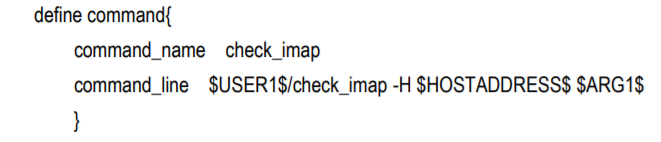 define command{
command_name check_imap
command_line $USER1$/check_imap -H $HOSTADDRESS$ $ARG1$
}